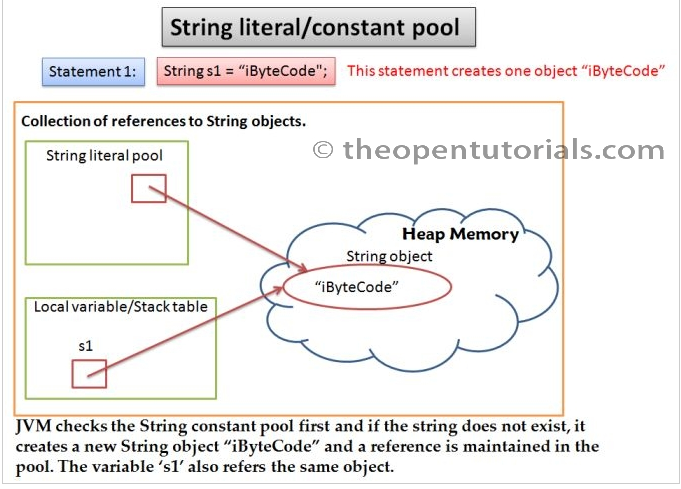 String literal/constant pool
Statement 1:
String s1 = “iByteCode";
This statement creates one object “iByteCode”
Collection of references to String objects.
© theopentutorials.com
String literal pool
Heap Memory
String object
“iByteCode”
Local variable/Stack table
s1
JVM checks the String constant pool first and if the string does not exist, it
creates a new String object “iByteCode” and a reference is maintained in the
pool. The variable ‘s1’ also refers the same object.